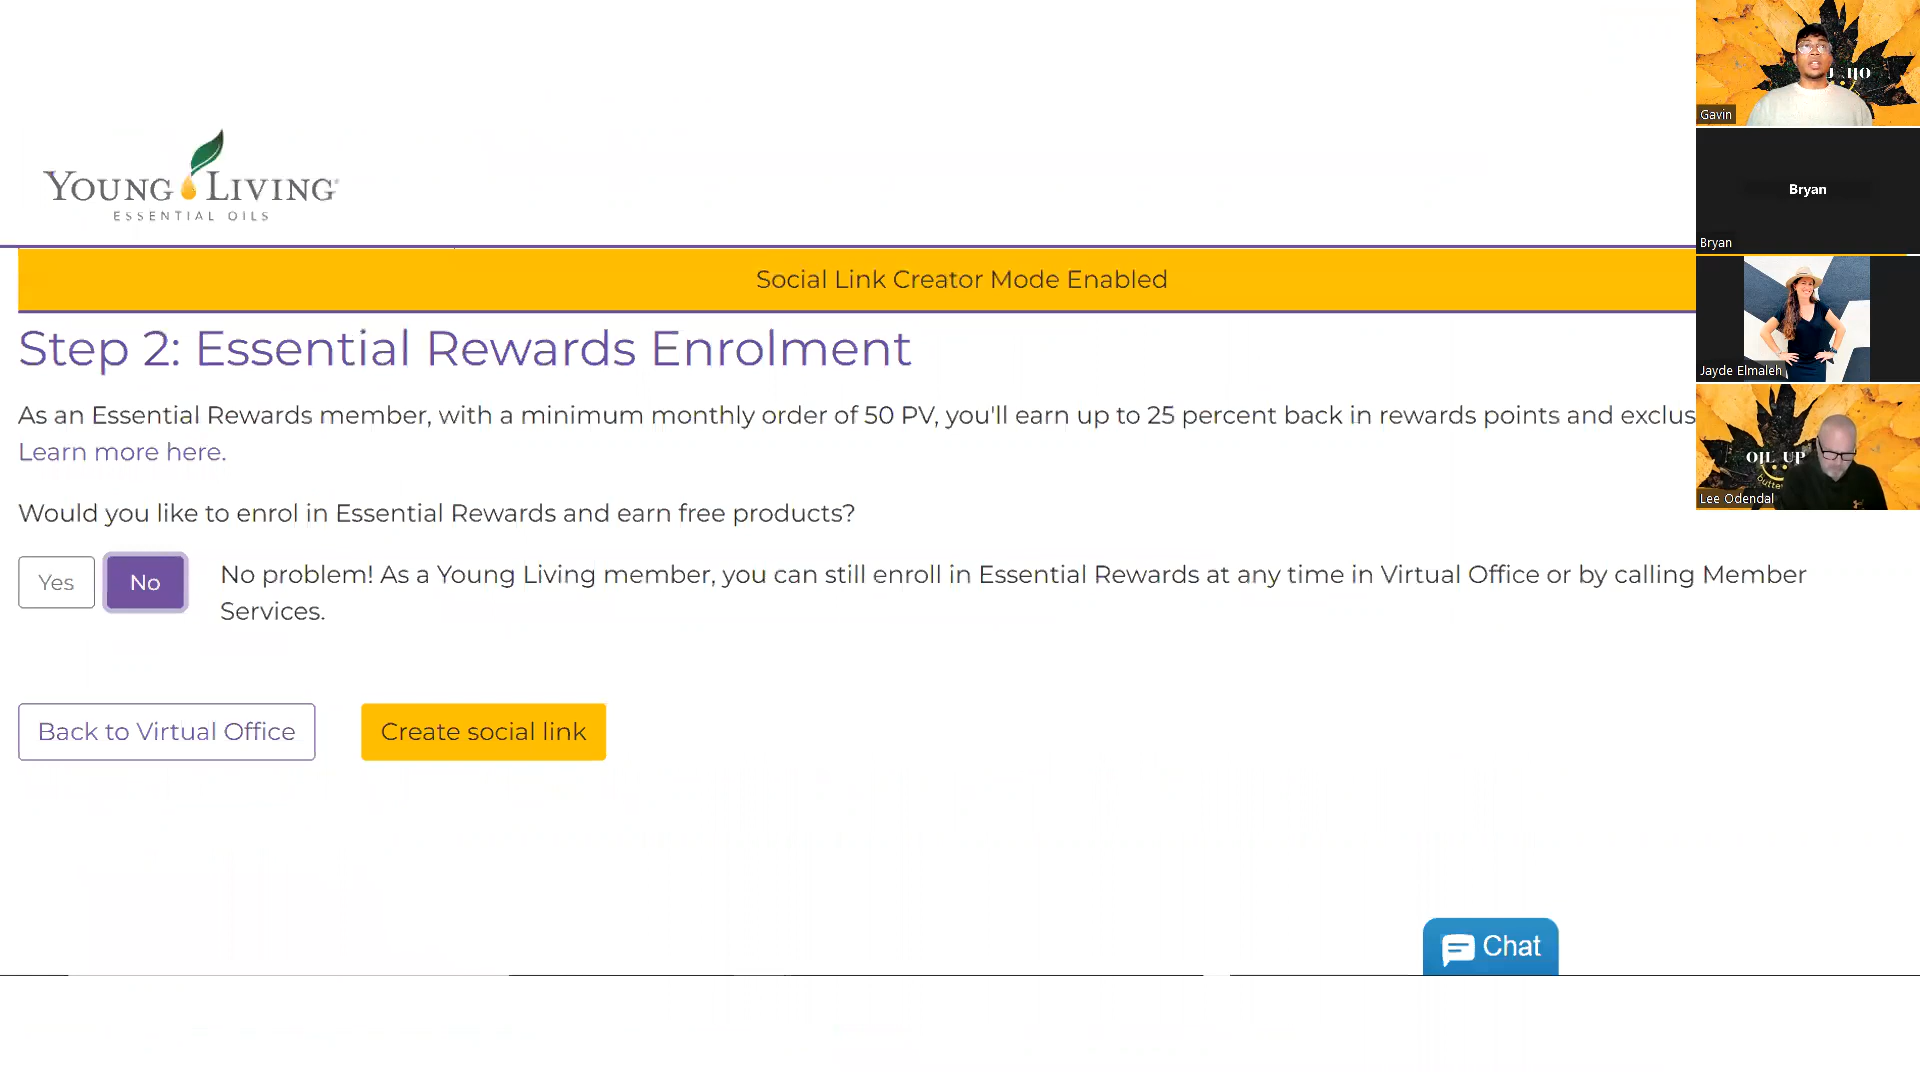 YOUNG LIVING
ESSENTIAL OILS
Social Link Creator Mode Enabled
Step 2: Essential Rewards Enrolment
As an Essential Rewards member, with a minimum monthly order of 50 PV, you'll earn up to 25 percent back in rewards points and exclus
Learn more here.
Would you like to enrol in Essential Rewards and earn free products?
Yes
No
No problem! As a Young Living member, you can still enroll in Essential Rewards at any time in Virtual Office or by calling Member
Services.
Back to Virtual Office
Create social link
Chat
Gavin
Bryan
Bryan
Jayde Elmaleh
OIL UP
Lee Odendal